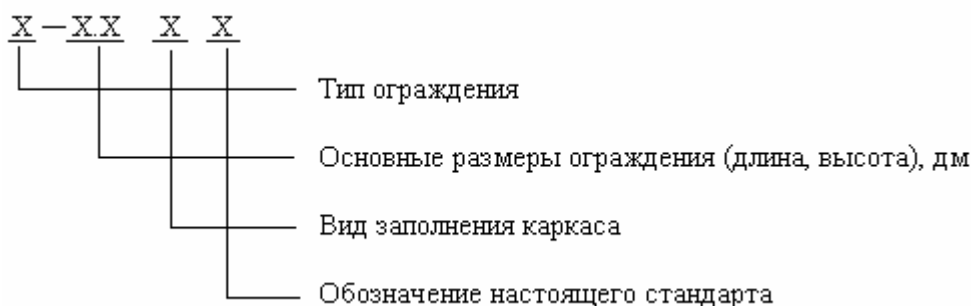 X – X.X X X
Тип ограждения
Основные размеры ограждения (длина, высота), дм
Вид заполнения каркаса
Обозначение настоящего стандарта